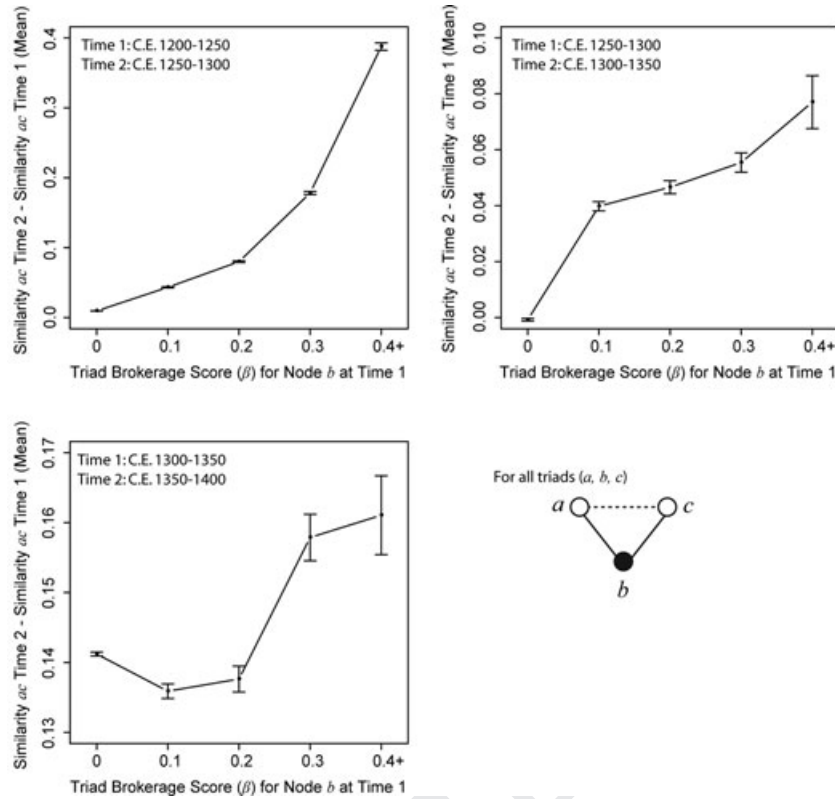 Similarity ac Time 2 - Similarity ac Time 1 (Mean)
0.4
0.3
0.2
0.1
0.0
Time 1: C.E. 1200-1250
Time 2: C.E. 1250-1300
0 0.1 0.2 0.3 0.4+
Triad Brokerage Score (β) for Node b at Time 1
Similarity ac Time 2 - Similarity ac Time 1 (Mean)
0.10
0.08
0.06
0.04
0.02
0.00
Time 1: C.E. 1250-1300
Time 2: C.E. 1300-1350
0 0.1 0.2 0.3 0.4+
Triad Brokerage Score (β) for Node b at Time 1
Similarity ac Time 2 - Similarity ac Time 1 (Mean)
0.17
0.16
0.15
0.14
0.13
Time 1: C.E. 1300-1350
Time 2: C.E. 1350-1400
0 0.1 0.2 0.3 0.4+
Triad Brokerage Score (β) for Node b at Time 1
For all triads (a, b, c)
a c
b